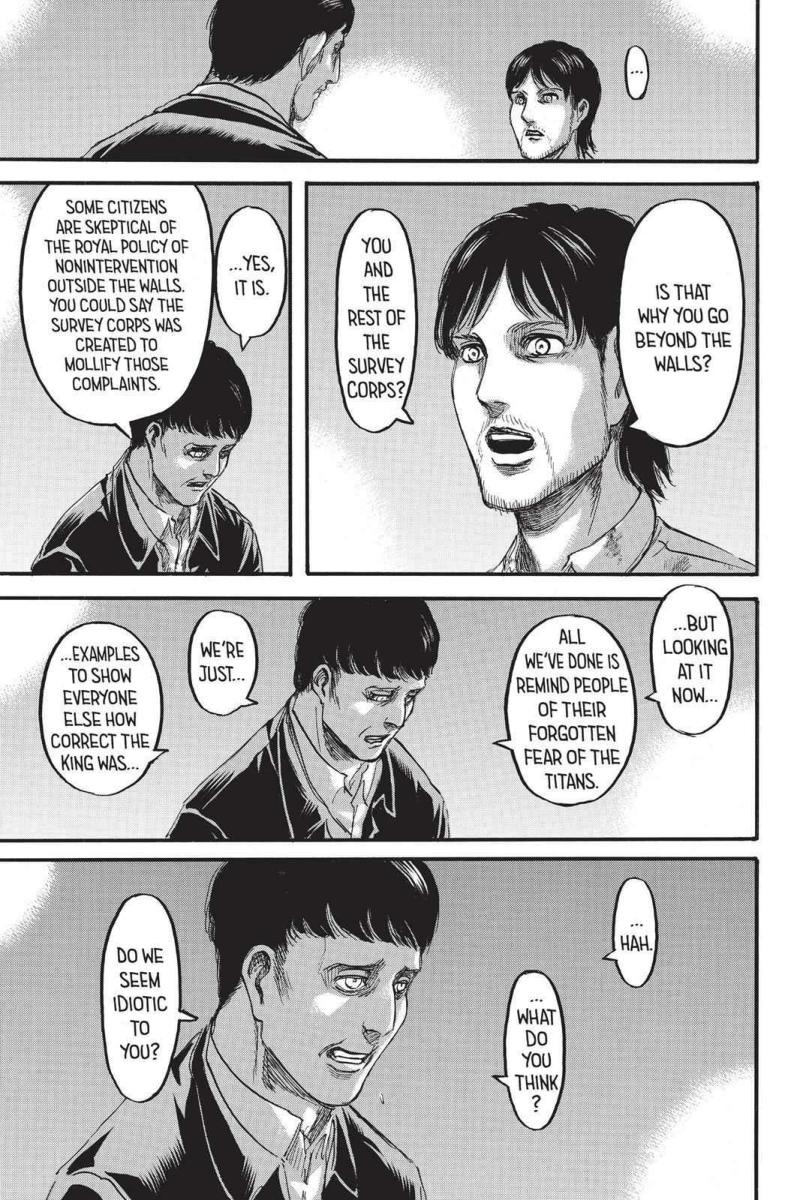 ...
IS THAT
WHY YOU GO
BEYOND THE
WALLS?
YOU
AND
THE
REST OF
THE
SURVEY
CORPS?
...YES,
IT IS.
SOME CITIZENS
ARE SKEPTICAL OF
THE ROYAL POLICY OF
NONINTERVENTION
OUTSIDE THE WALLS.
YOU COULD SAY THE
SURVEY CORPS WAS
CREATED TO
MOLLIFY THOSE
COMPLAINTS.
...BUT
LOOKING
AT IT
NOW...
ALL
WE'VE DONE IS
REMIND PEOPLE
OF THEIR
FORGOTTEN
FEAR OF THE
TITANS.
WE'RE
JUST...
...EXAMPLES
TO SHOW
EVERYONE
ELSE HOW
CORRECT THE
KING WAS...
...
HAH.
...
WHAT
DO
YOU
THINK
?
DO WE
SEEM
IDIOTIC
TO
YOU?